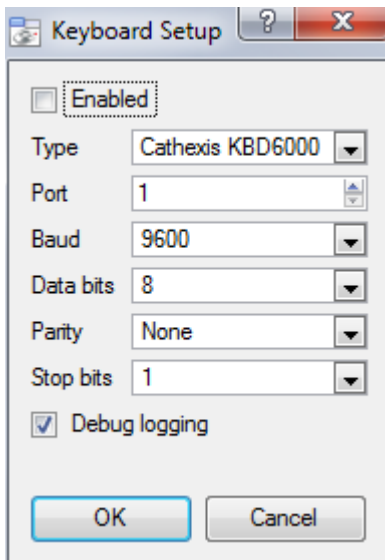 Keyboard Setup ?
Enabled
Type Cathexis KBD6000
Port 1
Baud 9600
Data bits 8
Parity None
Stop bits 1
Debug logging
OK Cancel